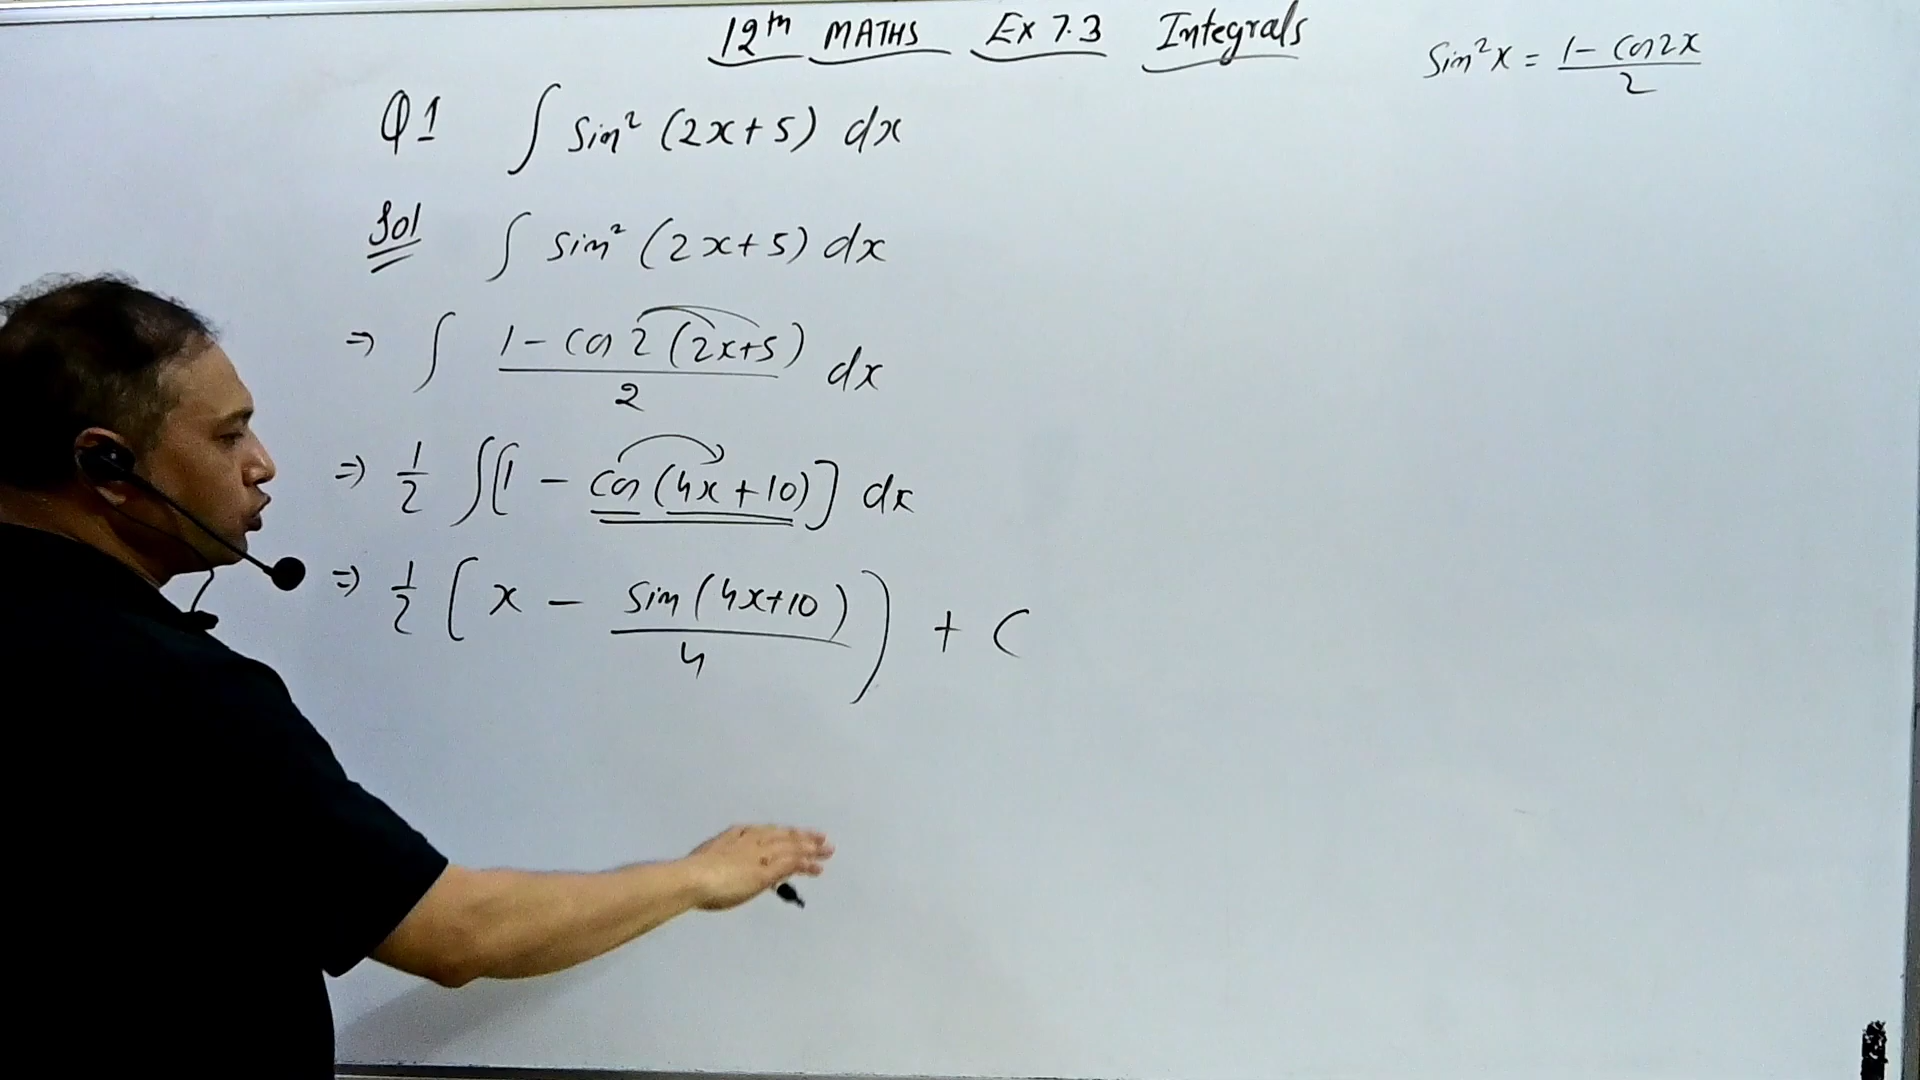 12th MATHS Ex 7.3 Integrals
Sin²x = (1 - Cos2x)/2
Q1 ∫ Sin² (2x+5) dx
Sol ∫ Sin² (2x+5) dx
⇒ ∫ (1 - Cos 2 (2x+5))/2 dx
⇒ 1/2 ∫[1 - Cos (4x+10)] dx
⇒ 1/2 [x - Sin(4x+10)/4) + C